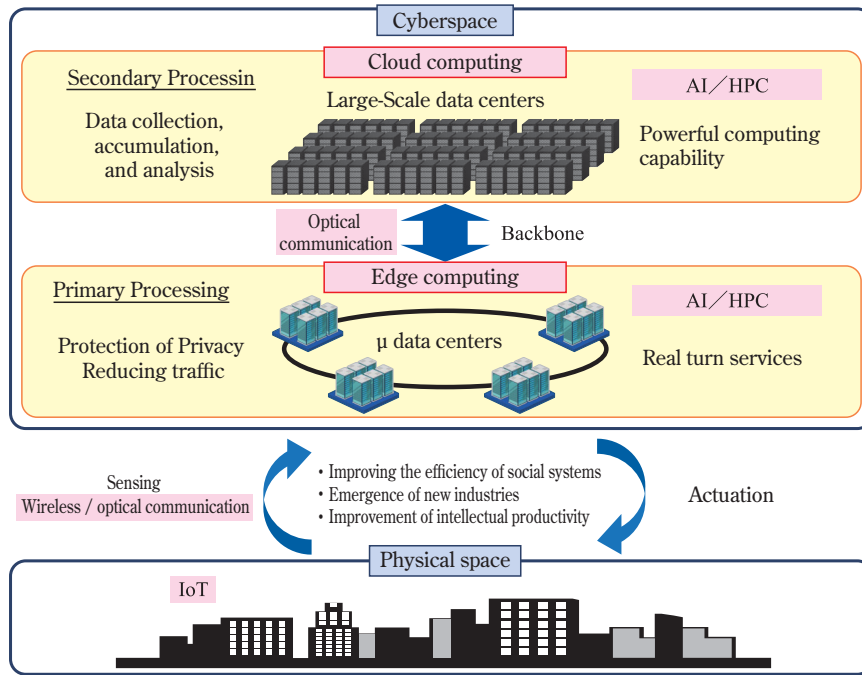 Cyberspace
Cloud computing
Secondary Processin
Data collection,
accumulation,
and analysis
Large-Scale data centers
AI／HPC
Powerful computing
capability
Optical
communication
Backbone
Edge computing
Primary Processing
Protection of Privacy
Reducing traffic
μ data centers
AI／HPC
Real turn services
Sensing
Wireless / optical communication
・Improving the efficiency of social systems
・Emergence of new industries
・Improvement of intellectual productivity
Actuation
Physical space
IoT